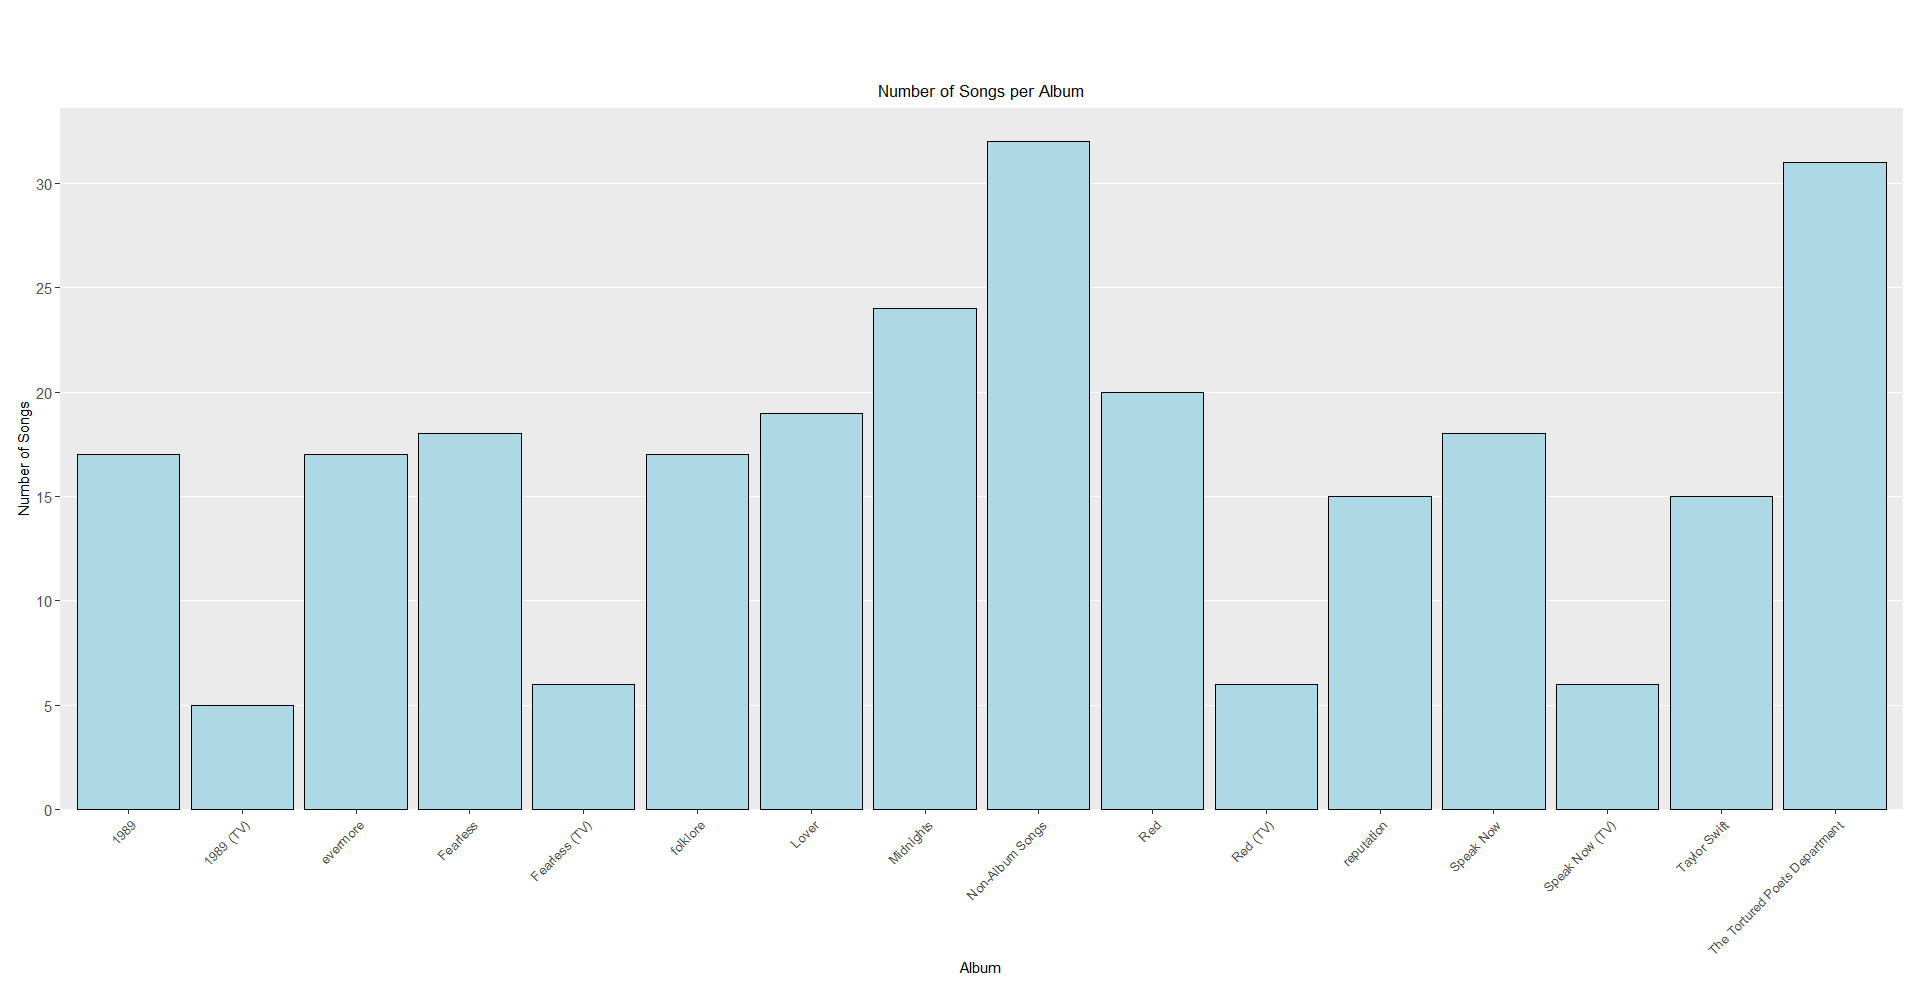 Number of Songs per Album
Number of Songs
30
25
20
15
10
5
0
1989
1989 (TV)
evermore
Fearless
Fearless (TV)
folklore
Lover
Midnights
Non-Album Songs
Red
Red (TV)
reputation
Speak Now
Speak Now (TV)
Taylor Swift
The Tortured Poets Department
Album